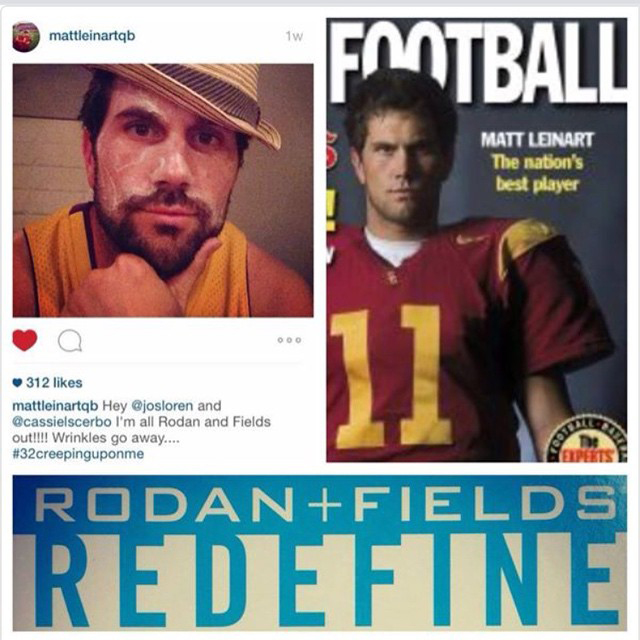 mattleinartqb 1w
312 likes
mattleinartqb Hey @josloren and
@cassielscerbo I'm all Rodan and Fields
out!!!! Wrinkles go away....
#32creepinguponme
FOOTBALL
MATT LEINART
The nation's
best player
11
FOOTBALL
The
EXPERTS'
RODAN+FIELDS
REDEFINE